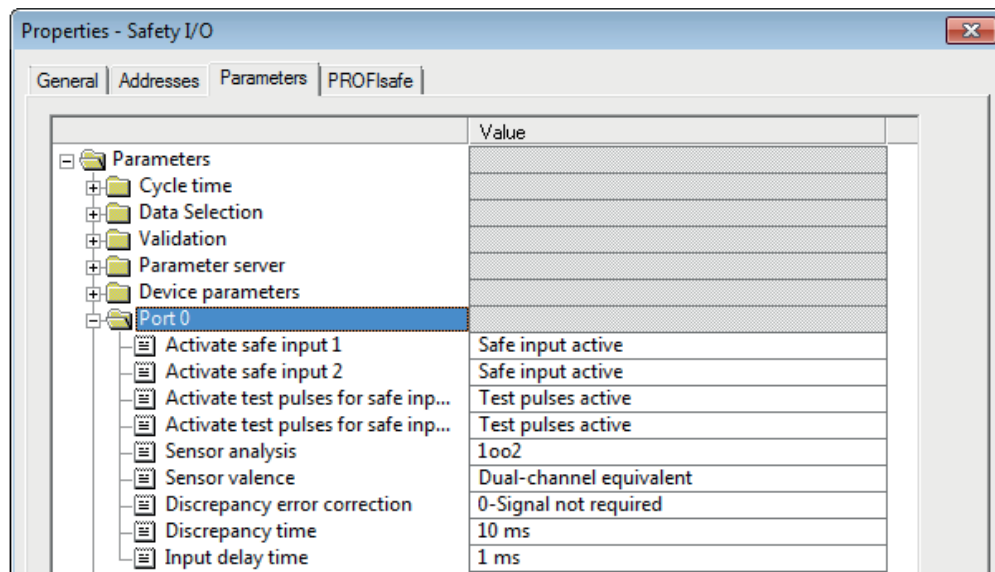 Properties - Safety I/O
General Addresses Parameters PROFIsafe
Value
Parameters
Cycle time
Data Selection
Validation
Parameter server
Device parameters
Port 0
Activate safe input 1 Safe input active
Activate safe input 2 Safe input active
Activate test pulses for safe inp... Test pulses active
Activate test pulses for safe inp... Test pulses active
Sensor analysis 1oo2
Sensor valence Dual-channel equivalent
Discrepancy error correction 0-Signal not required
Discrepancy time 10 ms
Input delay time 1 ms